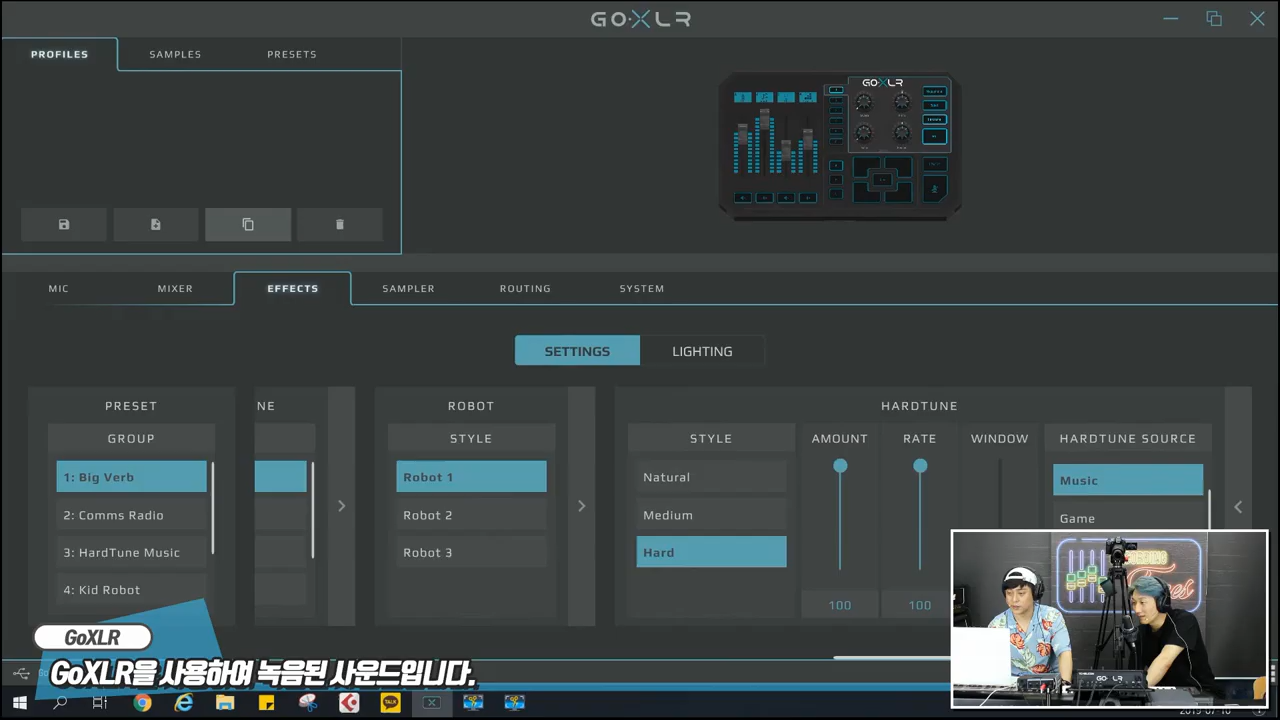 GOXLR
PROFILES
SAMPLES
PRESETS
GOXLR
MIC
MIXER
EFFECTS
SAMPLER
ROUTING
SYSTEM
SETTINGS
LIGHTING
PRESET
GROUP
1: Big Verb
2: Comms Radio
3: HardTune Music
4: Kid Robot
NE
ROBOT
STYLE
Robot 1
Robot 2
Robot 3
HARDTUNE
STYLE
Natural
Medium
Hard
AMOUNT
100
RATE
100
WINDOW
HARDTUNE SOURCE
Music
Game
GoXLR
GoXLR을 사용하여 녹음된 사운드입니다.
TALK